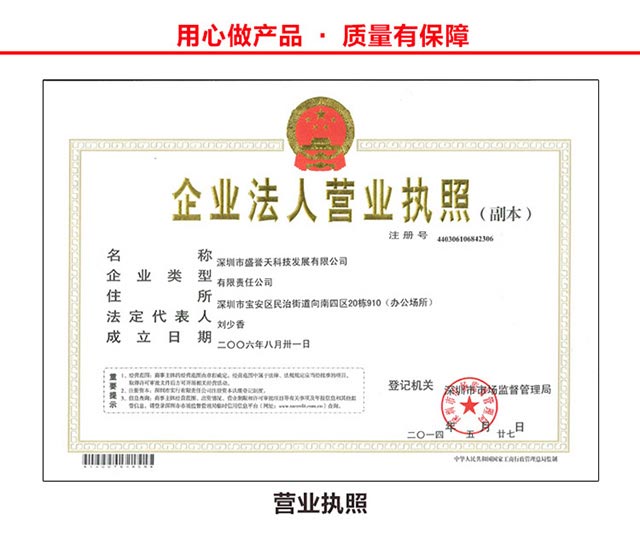 用心做产品 · 质量有保障
企业法人营业执照(副本)
注册号 440306106842306
名称 深圳市盛誉天科技发展有限公司
企业类型 有限责任公司
住所 深圳市宝安区民治街道向南四区20栋910(办公场所)
法定代表人 刘少香
成立日期 二〇〇六年八月卅一日
重要提示
登记机关 深圳市市场监督管理局
二〇一四年五月廿七日
中华人民共和国国家工商行政管理总局监制
营业执照